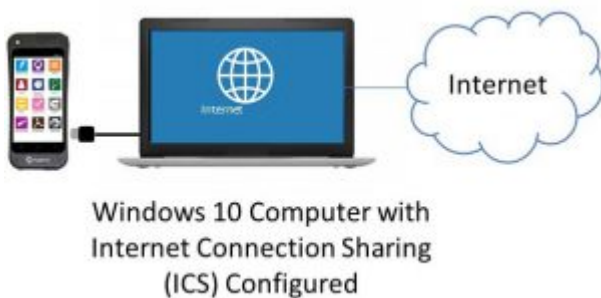 Internet
Internet
Windows 10 Computer with
Internet Connection Sharing
(ICS) Configured